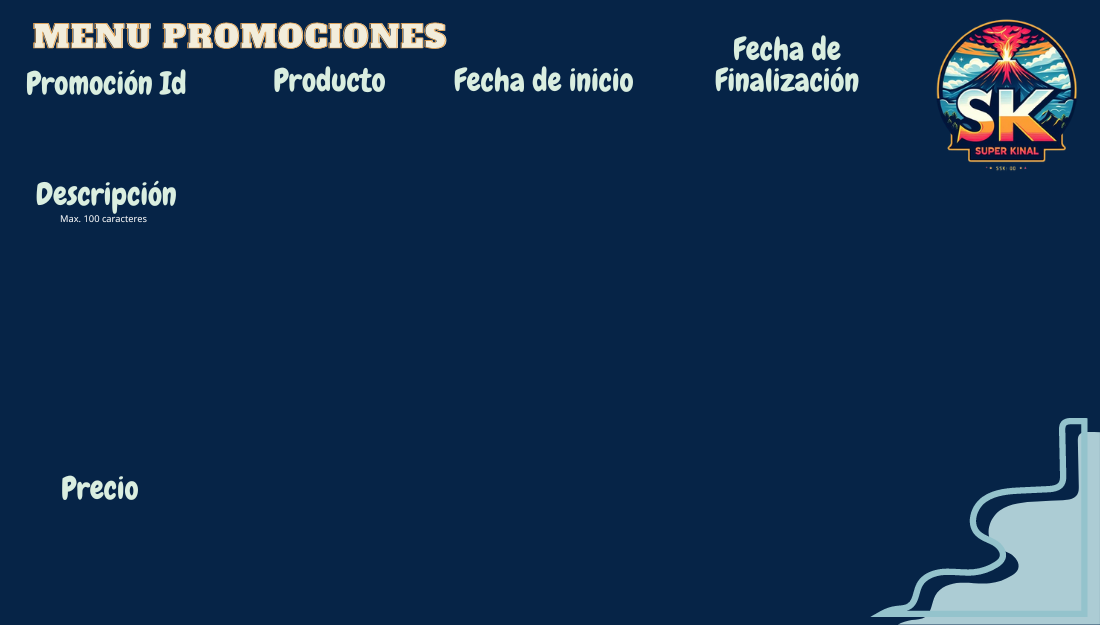 MENU PROMOCIONES
Promoción Id
Producto
Fecha de inicio
Fecha de
Finalización
SK
SUPER KINAL
Descripción
Max. 100 caracteres
Precio